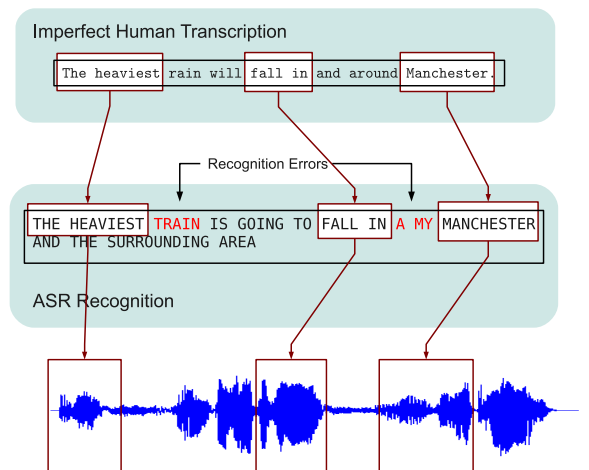 Imperfect Human Transcription
The heaviest rain will fall in and around Manchester.
Recognition Errors
THE HEAVIEST TRAIN IS GOING TO FALL IN A MY MANCHESTER
AND THE SURROUNDING AREA
ASR Recognition